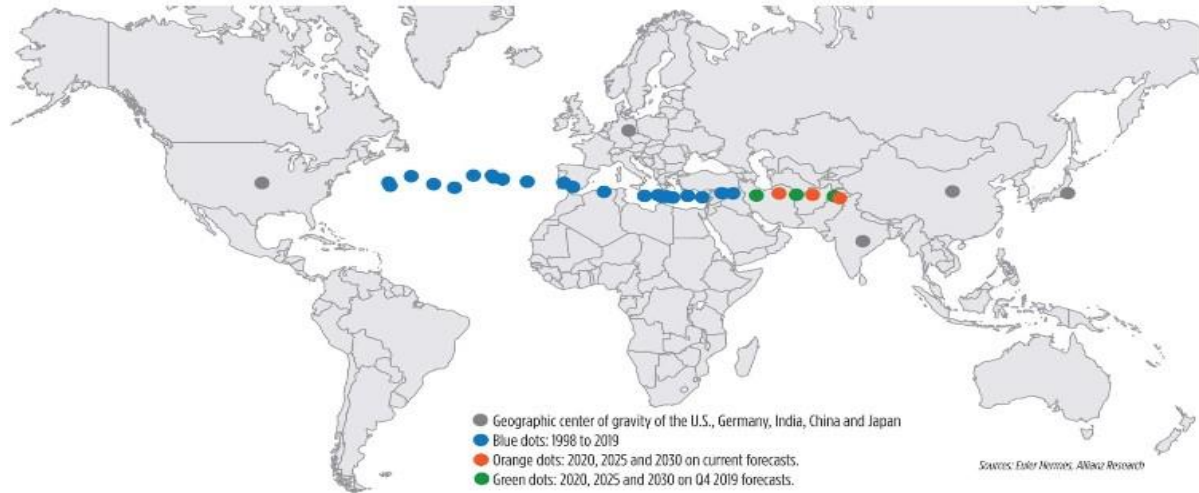 Geographic center of gravity of the U.S., Germany, India, China and Japan
Blue dots: 1998 to 2019
Orange dots: 2020, 2025 and 2030 on current forecasts.
Green dots: 2020, 2025 and 2030 on Q4 2019 forecasts.
Sources: Euler Hermes, Allianz Research